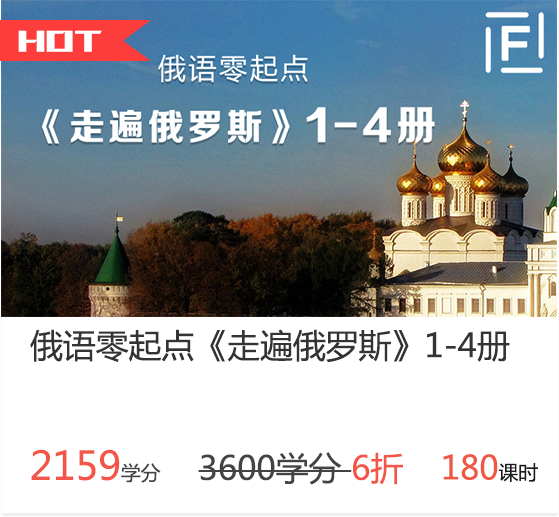 HOT
F
俄语零起点
《走遍俄罗斯》1-4册
俄语零起点《走遍俄罗斯》1-4册
2159学分 3600学分 6折 180课时